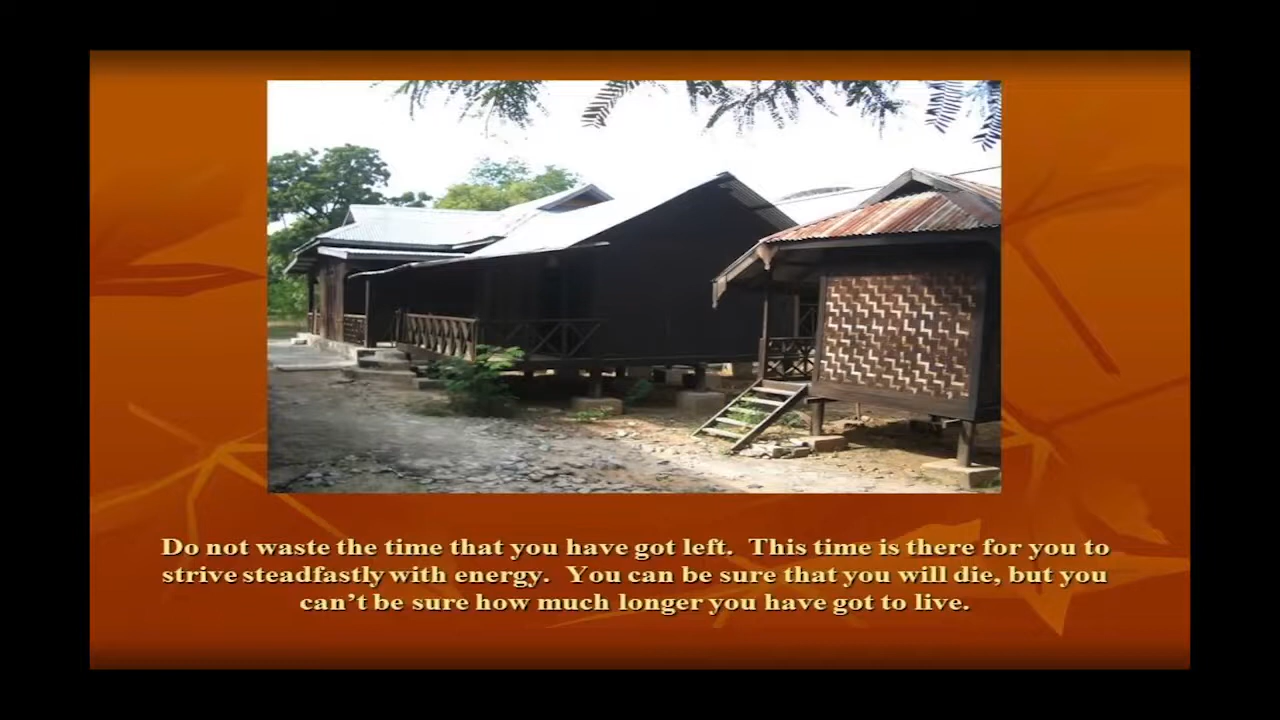 Do not waste the time that you have got left.  This time is there for you to
strive steadfastly with energy.  You can be sure that you will die, but you
can’t be sure how much longer you have got to live.